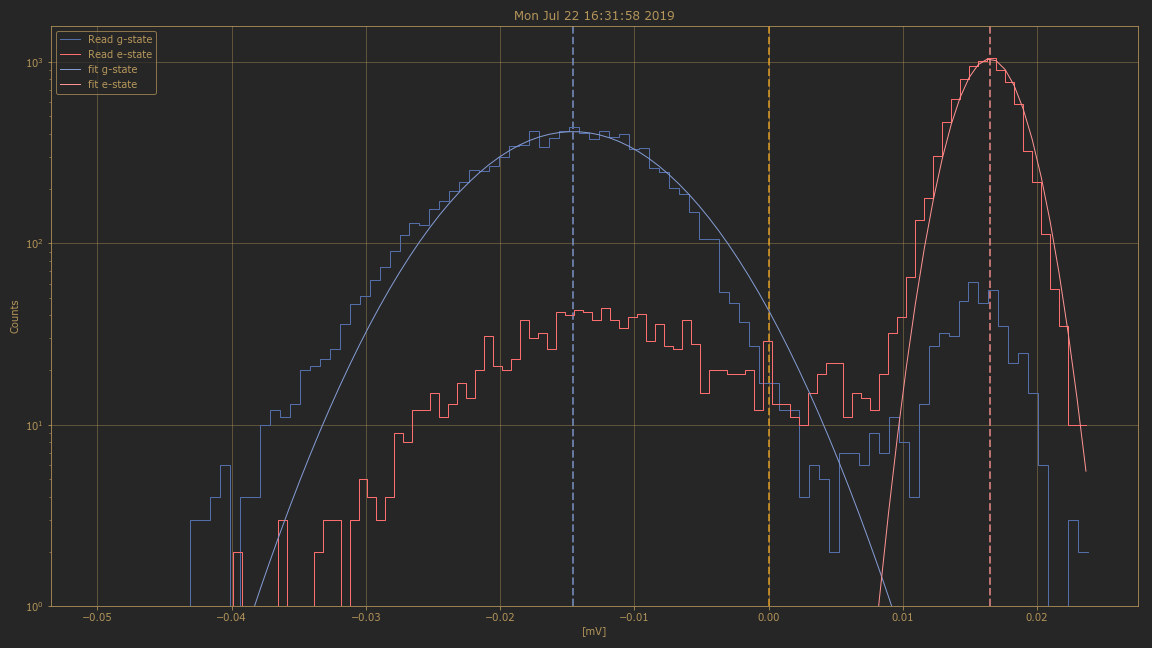 Mon Jul 22 16:31:58 2019
Read g-state
Read e-state
fit g-state
fit e-state
10³
10²
10¹
10⁰
Counts
−0.05 −0.04 −0.03 −0.02 −0.01 0.00 0.01 0.02
[mV]